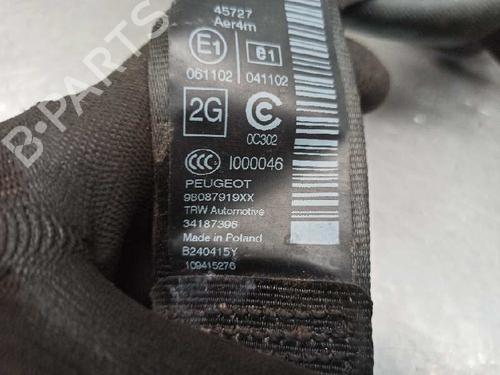 45727
Aer4m
E1 e1
061102 041102
2G C
0C302
CCC I000046
PEUGEOT
98087919XX
TRW Automotive
34187396
Made in Poland
B240415Y
109415276
B-PARTS